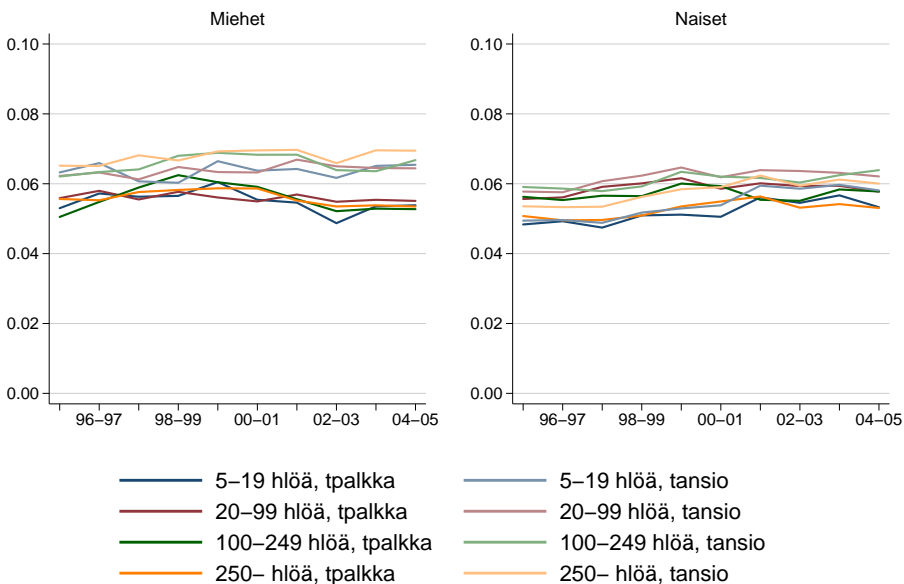 Miehet
0.10
0.08
0.06
0.04
0.02
0.00
96–97 98–99 00–01 02–03 04–05
Naiset
0.10
0.08
0.06
0.04
0.02
0.00
96–97 98–99 00–01 02–03 04–05
5–19 hlöä, tpalkka
20–99 hlöä, tpalkka
100–249 hlöä, tpalkka
250– hlöä, tpalkka
5–19 hlöä, tansio
20–99 hlöä, tansio
100–249 hlöä, tansio
250– hlöä, tansio